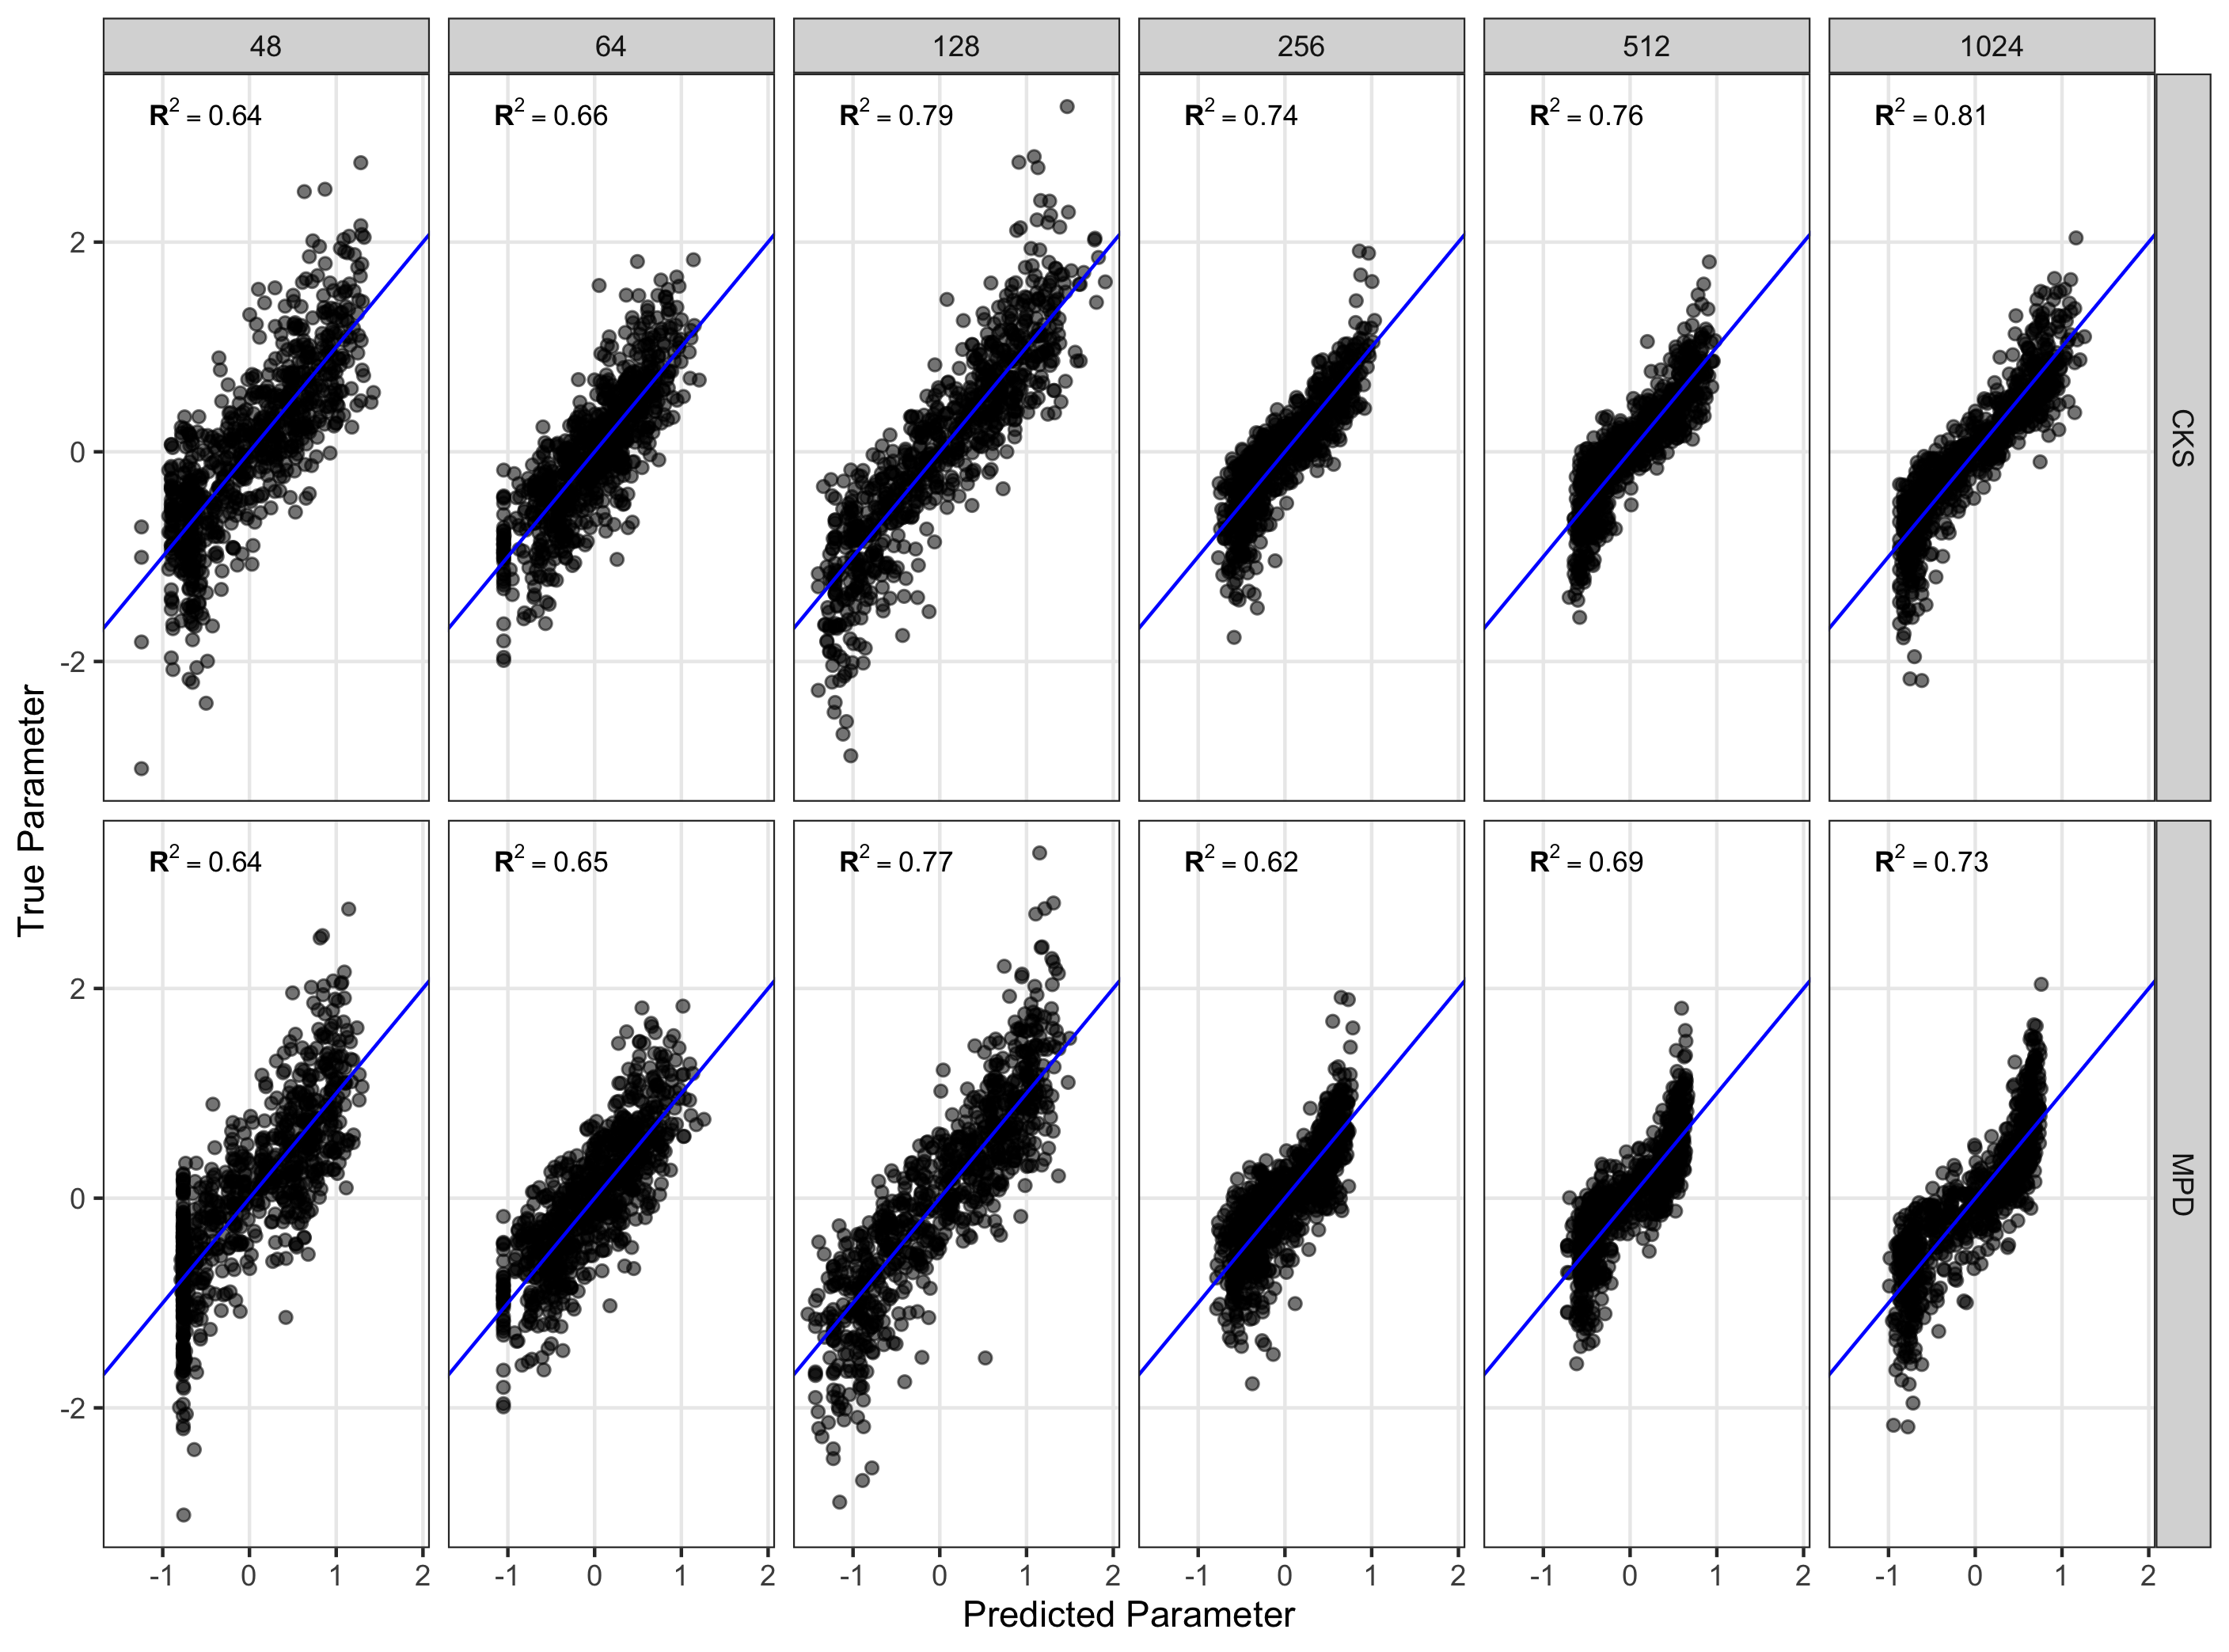 48 64 128 256 512 1024
R² = 0.64 R² = 0.66 R² = 0.79 R² = 0.74 R² = 0.76 R² = 0.81
2
0
-2
CKS
True Parameter
R² = 0.64 R² = 0.65 R² = 0.77 R² = 0.62 R² = 0.69 R² = 0.73
2
0
-2
MPD
-1 0 1 2 -1 0 1 2 -1 0 1 2 -1 0 1 2 -1 0 1 2 -1 0 1 2
Predicted Parameter